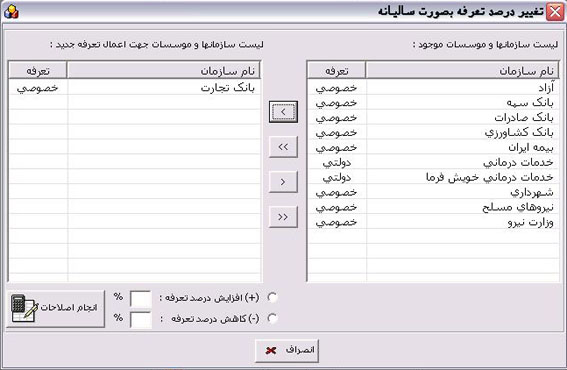 تغيير درصد تعرفه بصورت ساليانه
ليست سازمانها و موسسات موجود :
نام سازمان تعرفه
آزاد خصوصي
بانک سپه خصوصي
بانک صادرات خصوصي
بانک کشاورزي خصوصي
بيمه ايران خصوصي
خدمات درماني دولتي
خدمات درماني خويش فرما دولتي
شهرداري خصوصي
نيروهاي مسلح خصوصي
وزارت نيرو خصوصي
<
<<
>
>>
ليست سازمانها و موسسات جهت اعمال تعرفه جديد :
نام سازمان تعرفه
بانک تجارت خصوصي
(+) افزايش درصد تعرفه : %
(-) کاهش درصد تعرفه : %
انجام اصلاحات
انصراف